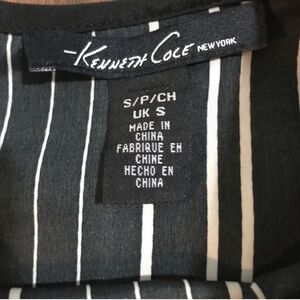 KENNETH COLE NEW YORK
S/P/CH
UK S
MADE IN
CHINA
FABRIQUE EN
CHINE
HECHO EN
CHINA